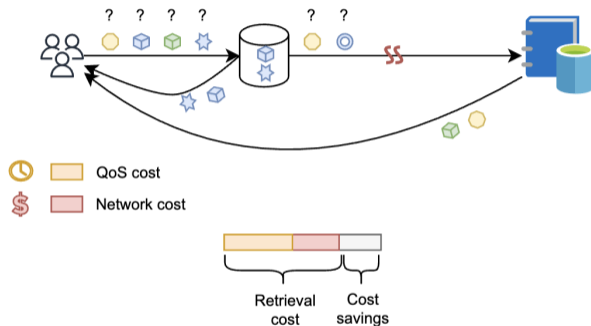 ? ? ? ? ? ?
QoS cost
$ Network cost
Retrieval
cost
Cost
savings